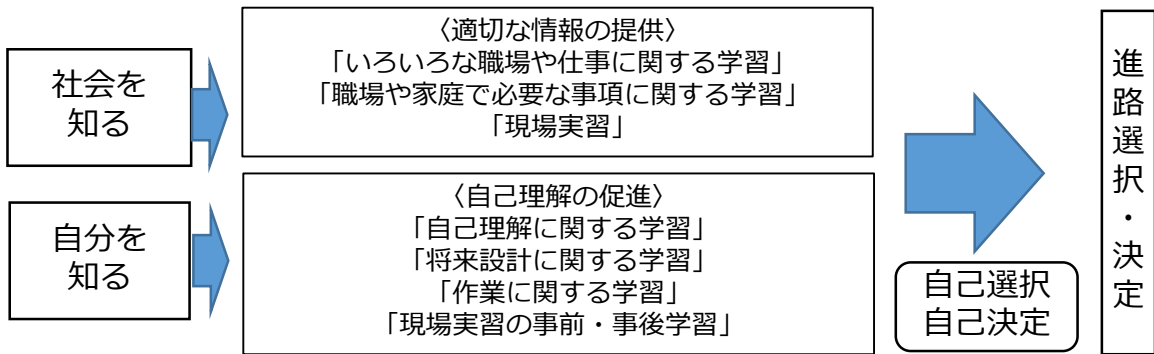 社会を
知る
〈適切な情報の提供〉
「いろいろな職場や仕事に関する学習」
「職場や家庭で必要な事項に関する学習」
「現場実習」
自分を
知る
〈自己理解の促進〉
「自己理解に関する学習」
「将来設計に関する学習」
「作業に関する学習」
「現場実習の事前・事後学習」
自己選択
自己決定
進路選択・決定